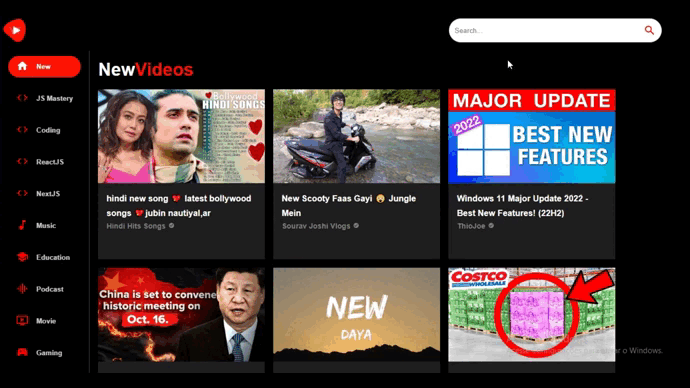 Search...
New
JS Mastery
Coding
ReactJS
NextJS
Music
Education
Podcast
Movie
Gaming
NewVideos
Bollywood
HINDI SONGS
hindi new song 💓 latest bollywood
songs 💓 jubin nautiyal,ar
Hindi Hits Songs
New Scooty Faas Gayi 😱 Jungle
Mein
Sourav Joshi Vlogs
MAJOR UPDATE
2022
BEST NEW
FEATURES
Windows 11 Major Update 2022 -
Best New Features! (22H2)
ThioJoe
China is set to convene
historic meeting on
Oct. 16.
NEW
DAYA
COSTCO
WHOLESALE
o Windows.